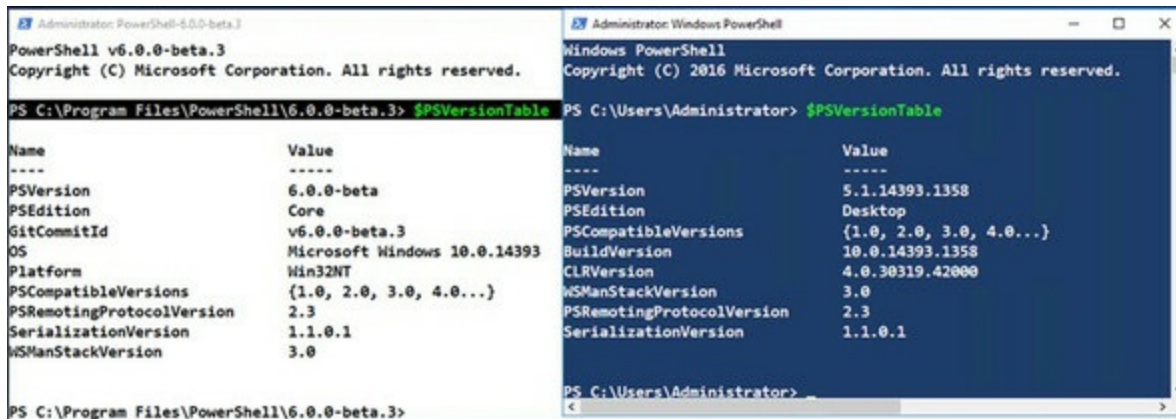 Administrator: PowerShell-6.0.0-beta.3
PowerShell v6.0.0-beta.3
Copyright (C) Microsoft Corporation. All rights reserved.
PS C:\Program Files\PowerShell\6.0.0-beta.3> $PSVersionTable
Name Value
---- -----
PSVersion 6.0.0-beta
PSEdition Core
GitCommitId v6.0.0-beta.3
OS Microsoft Windows 10.0.14393
Platform Win32NT
PSCompatibleVersions {1.0, 2.0, 3.0, 4.0...}
PSRemotingProtocolVersion 2.3
SerializationVersion 1.1.0.1
WSManStackVersion 3.0
PS C:\Program Files\PowerShell\6.0.0-beta.3>
Administrator: Windows PowerShell
Windows PowerShell
Copyright (C) 2016 Microsoft Corporation. All rights reserved.
PS C:\Users\Administrator> $PSVersionTable
Name Value
---- -----
PSVersion 5.1.14393.1358
PSEdition Desktop
PSCompatibleVersions {1.0, 2.0, 3.0, 4.0...}
BuildVersion 10.0.14393.1358
CLRVersion 4.0.30319.42000
WSManStackVersion 3.0
PSRemotingProtocolVersion 2.3
SerializationVersion 1.1.0.1
PS C:\Users\Administrator> _